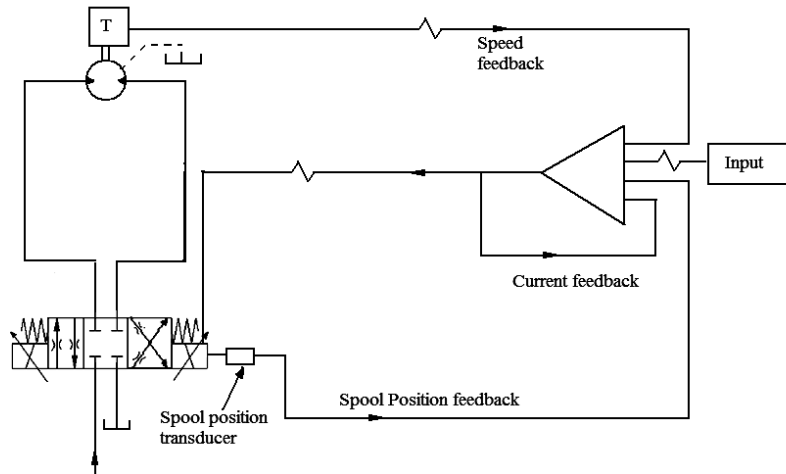 T
Speed
feedback
Input
Current feedback
Spool Position feedback
Spool position
transducer